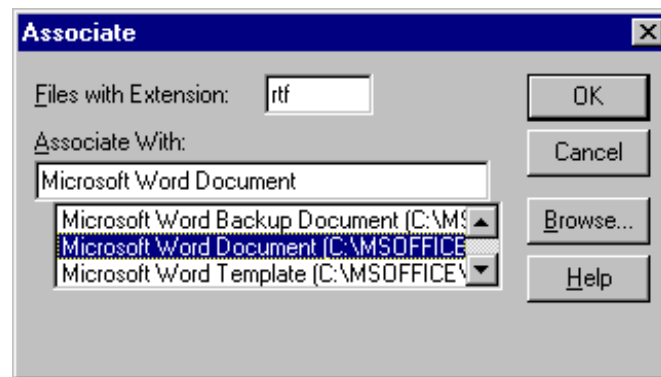 Associate
Files with Extension: rtf
OK
Associate With:
Cancel
Microsoft Word Document
Microsoft Word Backup Document (C:\MS
Browse...
Microsoft Word Document (C:\MSOFFICE
Microsoft Word Template (C:\MSOFFICE\
Help